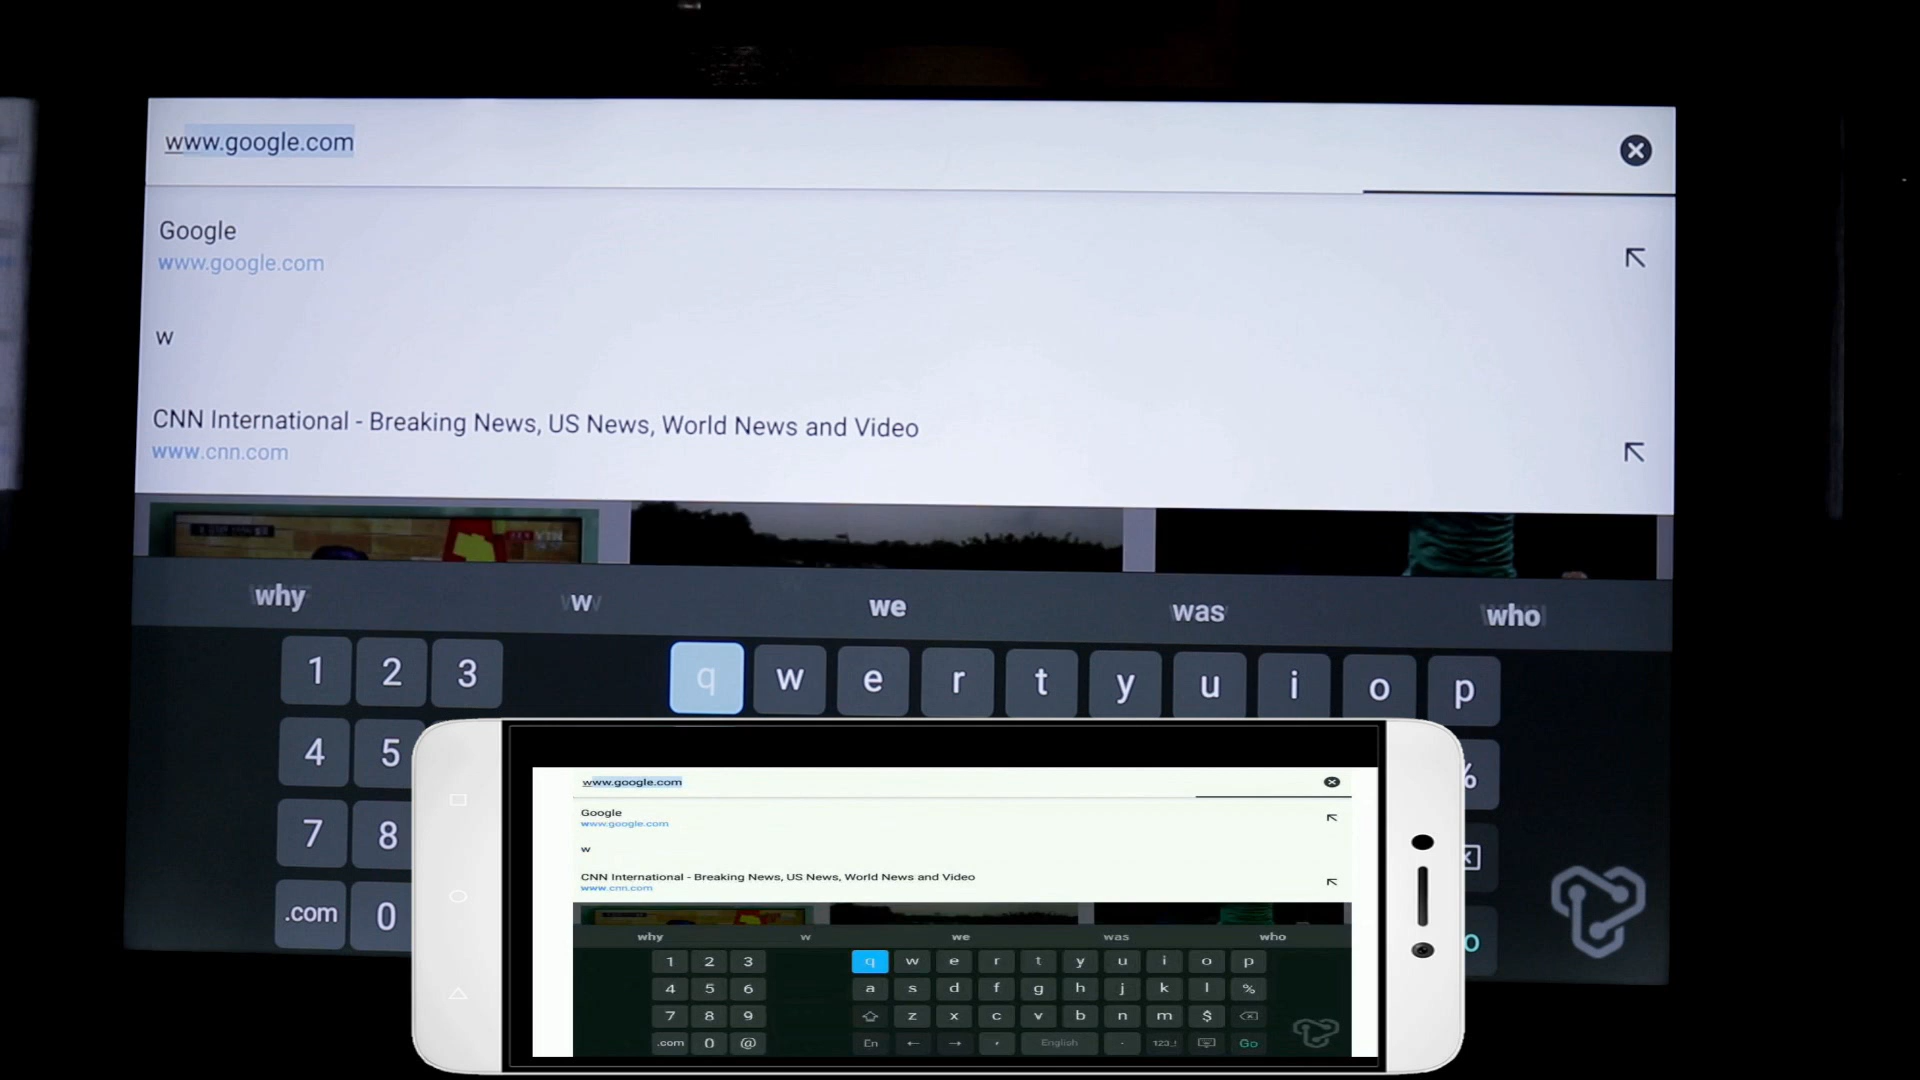 www.google.com
Google
www.google.com
w
CNN International - Breaking News, US News, World News and Video
www.cnn.com
why w we was who
1 2 3 q w e r t y u i o p
4 5 %
7 8
.com 0
www.google.com
Google
www.google.com
w
CNN International - Breaking News, US News, World News and Video
www.cnn.com
why w we was who
1 2 3 q w e r t y u i o p
4 5 6 a s d f g h j k l %
7 8 9 z x c v b n m $
.com 0 @ En ← → , English . 123 Go